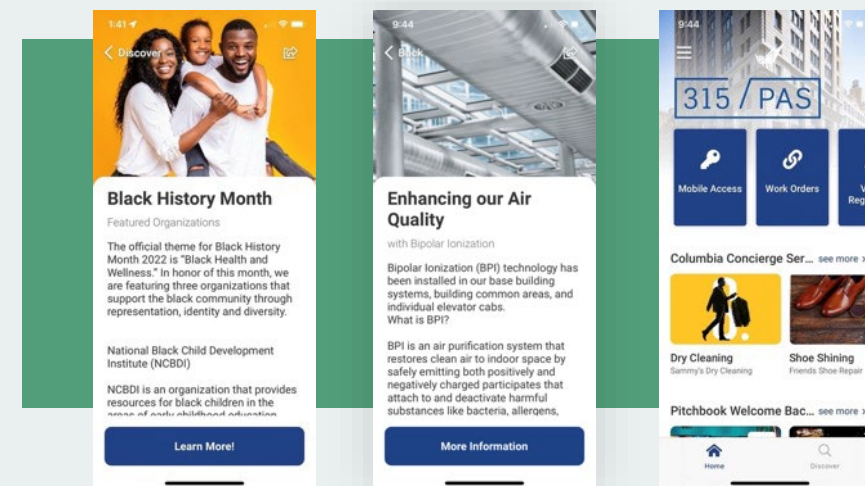 1:41
Discover
Black History Month
Featured Organizations
The official theme for Black History
Month 2022 is "Black Health and
Wellness." In honor of this month, we
are featuring three organizations that
support the black community through
representation, identity and diversity.
National Black Child Development
Institute (NCBDI)
NCBDI is an organization that provides
resources for black children in the
areas of early childhood education
Learn More!
9:44
Back
Enhancing our Air
Quality
with Bipolar Ionization
Bipolar Ionization (BPI) technology has
been installed in our base building
systems, building common areas, and
individual elevator cabs.
What is BPI?
BPI is an air purification system that
restores clean air to indoor space by
safely emitting both positively and
negatively charged participates that
attach to and deactivate harmful
substances like bacteria, allergens,
More Information
9:44
315 / PAS
Mobile Access
Work Orders
V
Reg
Columbia Concierge Ser... see more
Dry Cleaning
Sammy's Dry Cleaning
Shoe Shining
Friends Shoe Repair
Pitchbook Welcome Bac... see more
Home
Discover